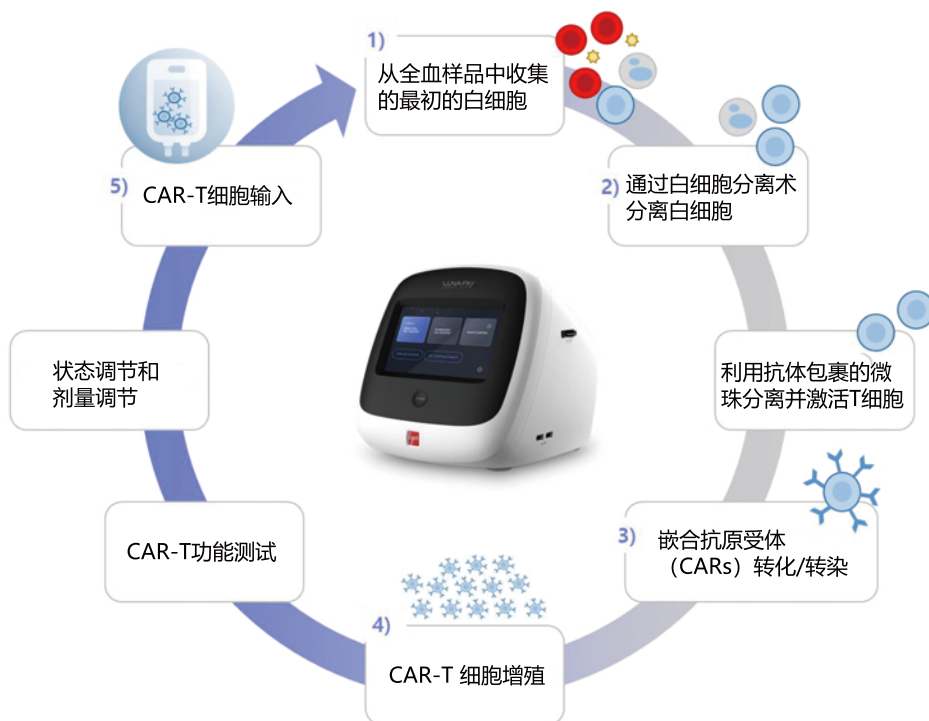 1)
从全血样品中收集
的最初的白细胞
2)
通过白细胞分离术
分离白细胞
利用抗体包裹的微
珠分离并激活T细胞
3)
嵌合抗原受体
（CARs）转化/转染
4)
CAR-T 细胞增殖
CAR-T功能测试
状态调节和
剂量调节
5)
CAR-T细胞输入